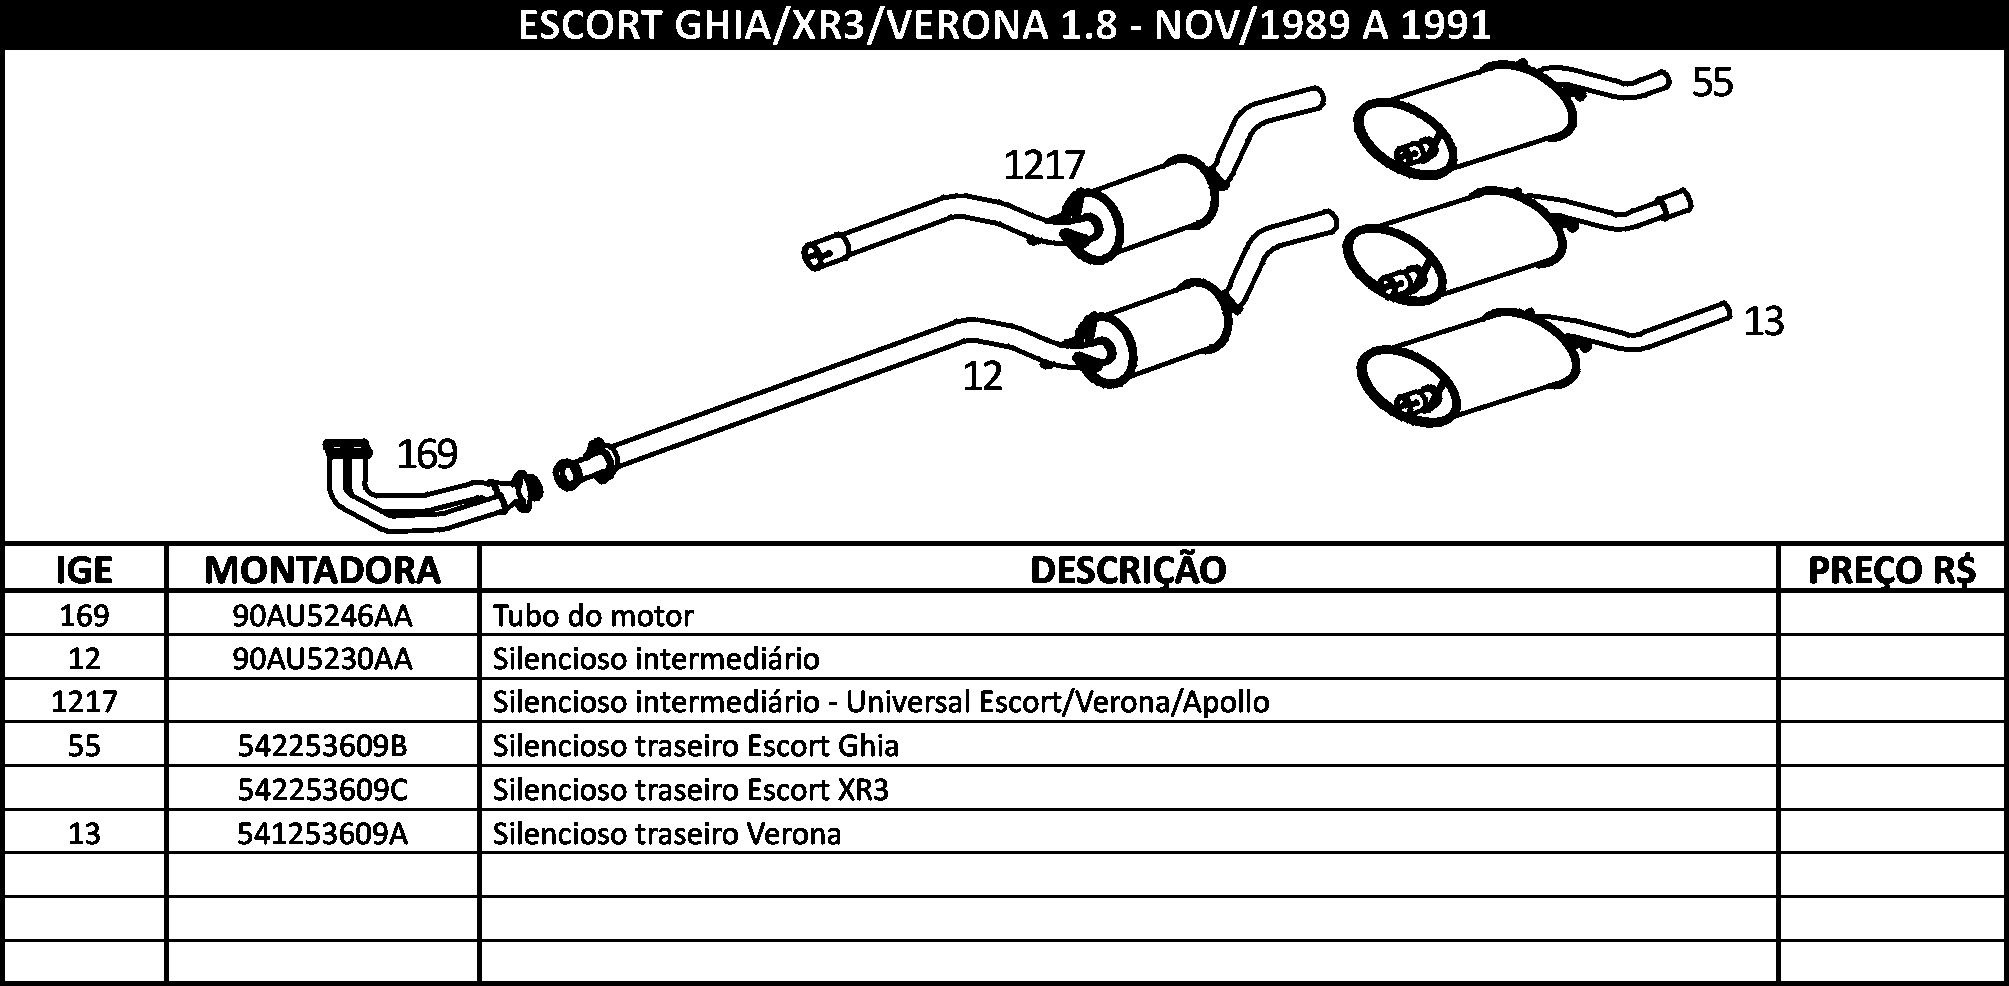 ESCORT GHIA/XR3/VERONA 1.8 - NOV/1989 A 1991
55
1217
13
12
169
IGE MONTADORA DESCRIÇÃO PREÇO R$
169 90AU5246AA Tubo do motor
12 90AU5230AA Silencioso intermediário
1217 Silencioso intermediário - Universal Escort/Verona/Apollo
55 542253609B Silencioso traseiro Escort Ghia
542253609C Silencioso traseiro Escort XR3
13 541253609A Silencioso traseiro Verona